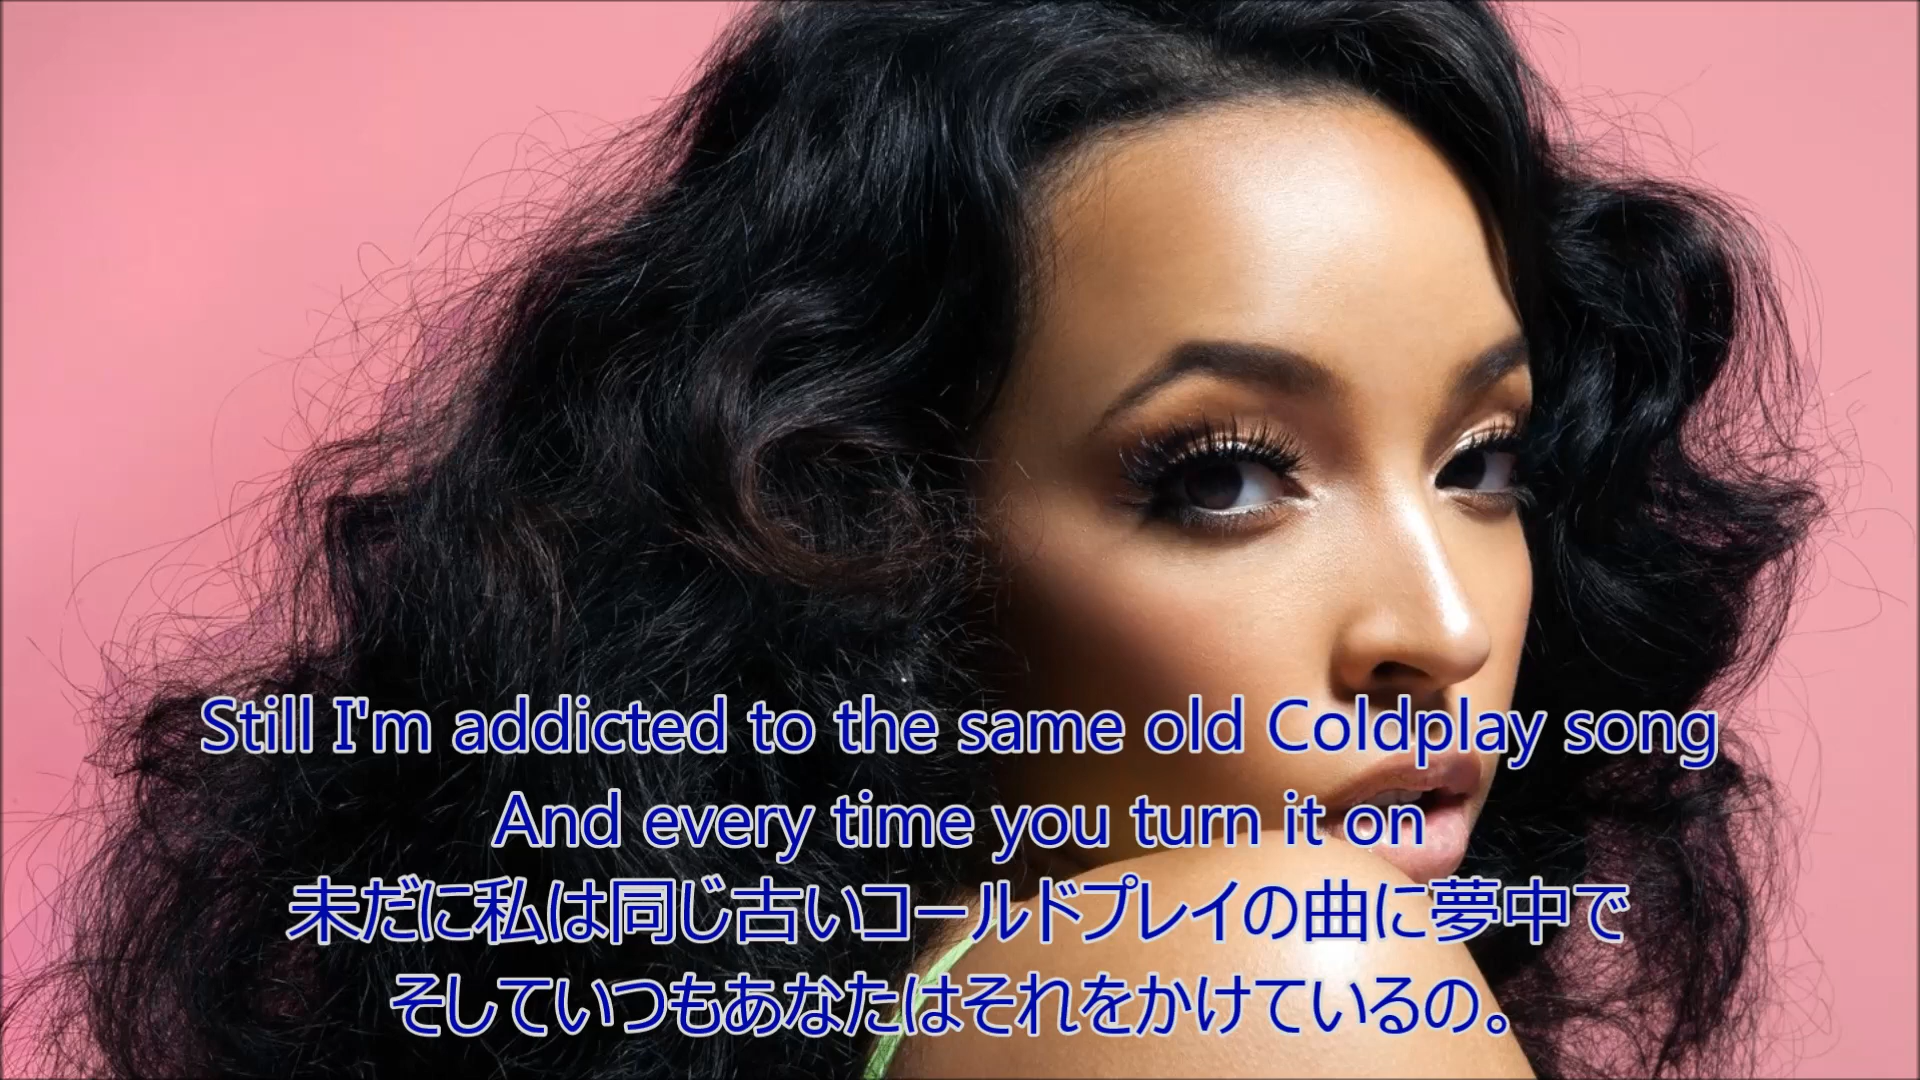 Still I'm addicted to the same old Coldplay song
And every time you turn it on
未だに私は同じ古いコールドプレイの曲に夢中で
そしていつもあなたはそれをかけているの。